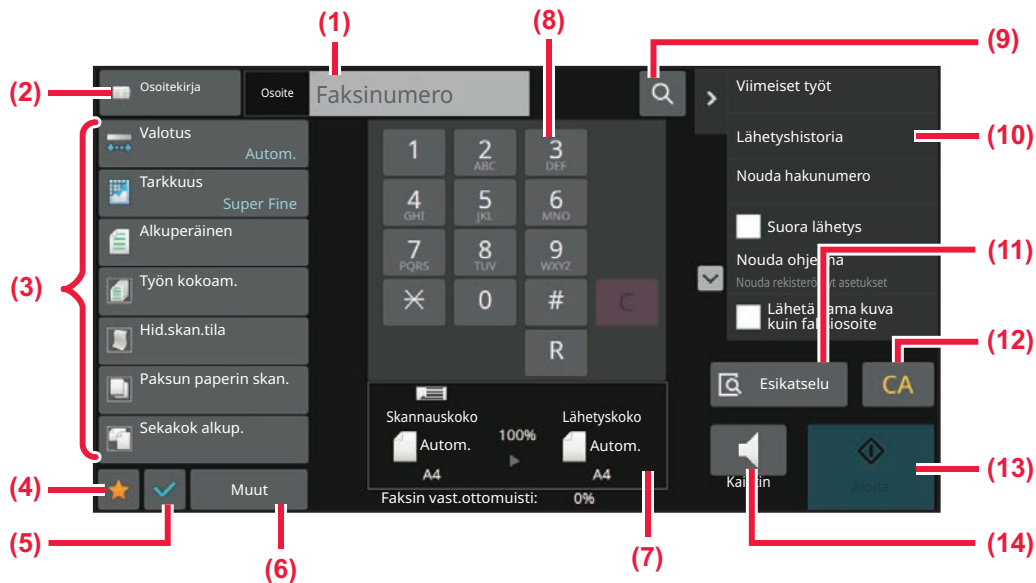 (1)
(8)
(9)
(2)
Osoitekirja
Osoite
Faksinumero
Viimeiset työt
(10)
Lähetyshistoria
Nouda hakunumero
Suora lähetys
(11)
Nouda
Nouda asetukset
Lähetä kuva
kuin
(12)
(3)
Valotus
Autom.
Tarkkuus
Super Fine
Alkuperäinen
Työn kokoam.
Hid.skan.tila
Paksun paperin skan.
Sekakok alkup.
1
2
ABC
3
DEF
4
GHI
5
JKL
6
MNO
7
PQRS
8
TUV
9
WXYZ
0
#
C
R
Esikatselu
CA
Skannauskoko
Autom.
A4
100%
Lähetyskoko
Autom.
A4
Faksin vast.ottomuisti: 0%
Aloita
(13)
(14)
(4)
(5)
Muut
(6)
(7)